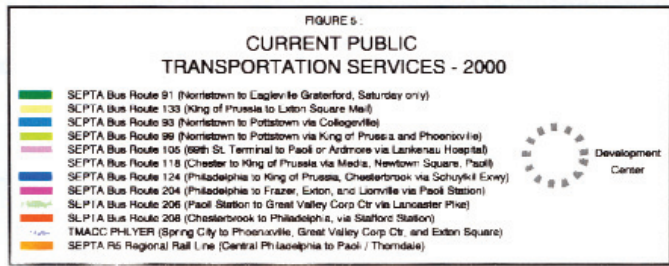 FIGURE 5 :
CURRENT PUBLIC
TRANSPORTATION SERVICES - 2000
SEPTA Bus Route 91 (Norristown to Eagleville Graterford, Saturday only)
SEPTA Bus Route 133 (King of Prussia to Exton Square Mall)
SEPTA Bus Route 93 (Norristown to Pottstown via Collegeville)
SEPTA Bus Route 99 (Norristown to Pottstown via King of Prussia and Phoenixville)
SEPTA Bus Route 105 (69th St. Terminal to Paoli or Ardmore via Lankenau Hospital)
SEPTA Bus Route 118 (Chester to King of Prussia via Media, Newtown Square, Paoli)
SEPTA Bus Route 124 (Philadelphia to King of Prussia, Chesterbrook via Schuylkill Exwy)
SEPTA Bus Route 204 (Philadelphia to Frazer, Exton, and Lionville via Paoli Station)
SEPTA Bus Route 206 (Paoli Station to Great Valley Corp Ctr via Lancaster Pike)
SEPTA Bus Route 208 (Chesterbrook to Philadelphia, via Stafford Station)
TMACC PHLYER (Spring City to Phoenixville, Great Valley Corp Ctr, and Exton Square)
SEPTA R5 Regional Rail Line (Central Philadelphia to Paoli / Thorndale)
Development
Center